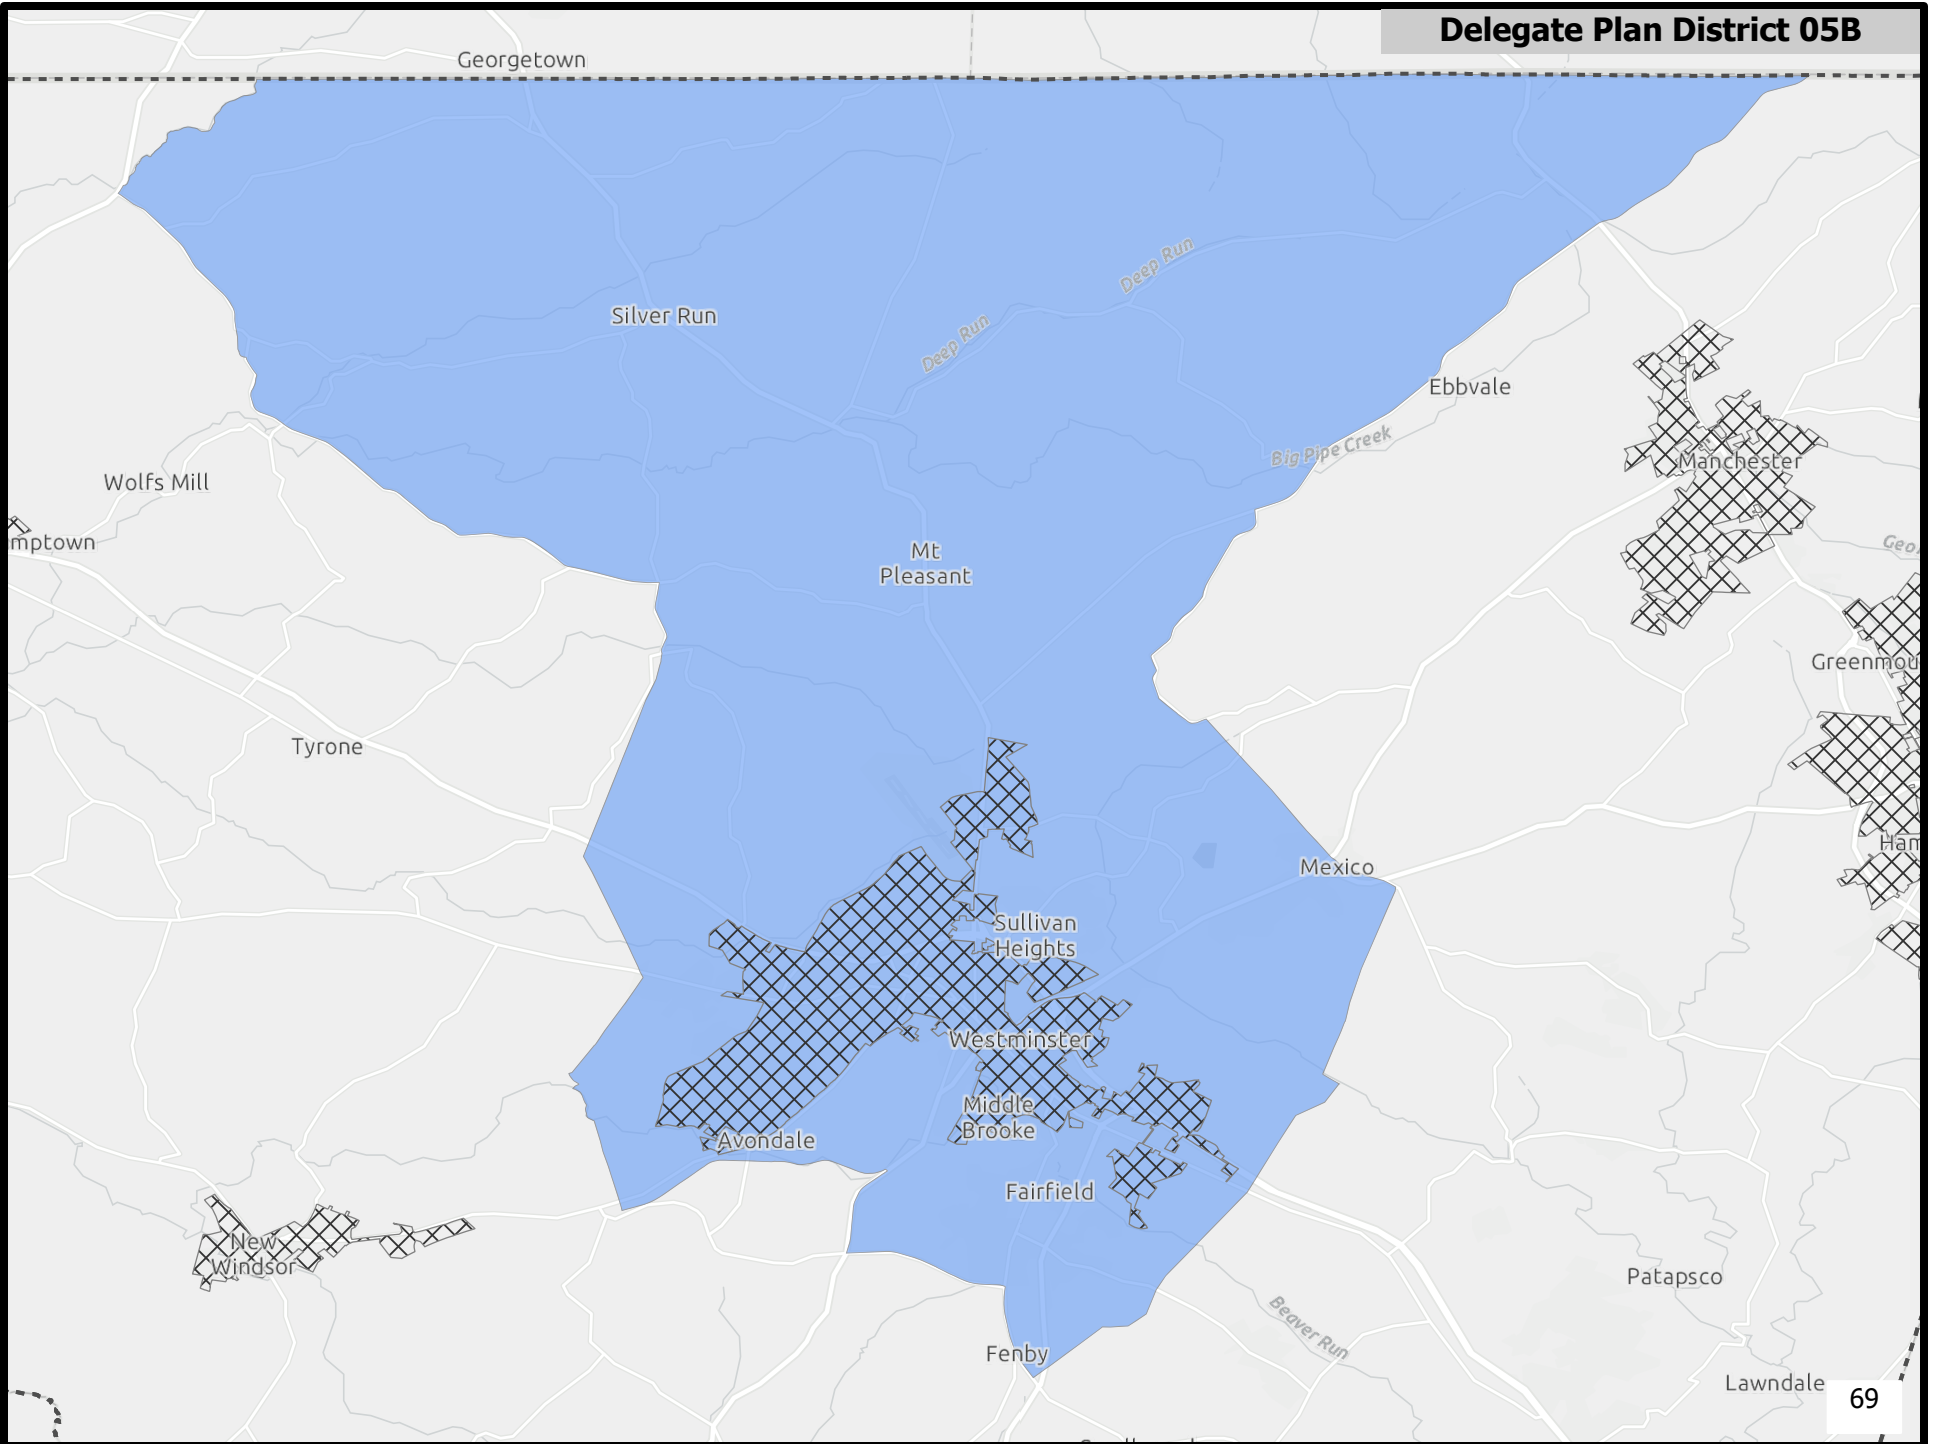 Delegate Plan District 05B
Georgetown
Deep Run
Silver Run
Deep Run
Ebbvale
Big Pipe Creek
Manchester
Wolfs Mill
mptown
Geor
Mt
Pleasant
Greenmou
Tyrone
Ham
Mexico
Sullivan
Heights
Westminster
Middle
Brooke
Avondale
Fairfield
New
Windsor
Patapsco
Beaver Run
Fenby
Lawndale
69